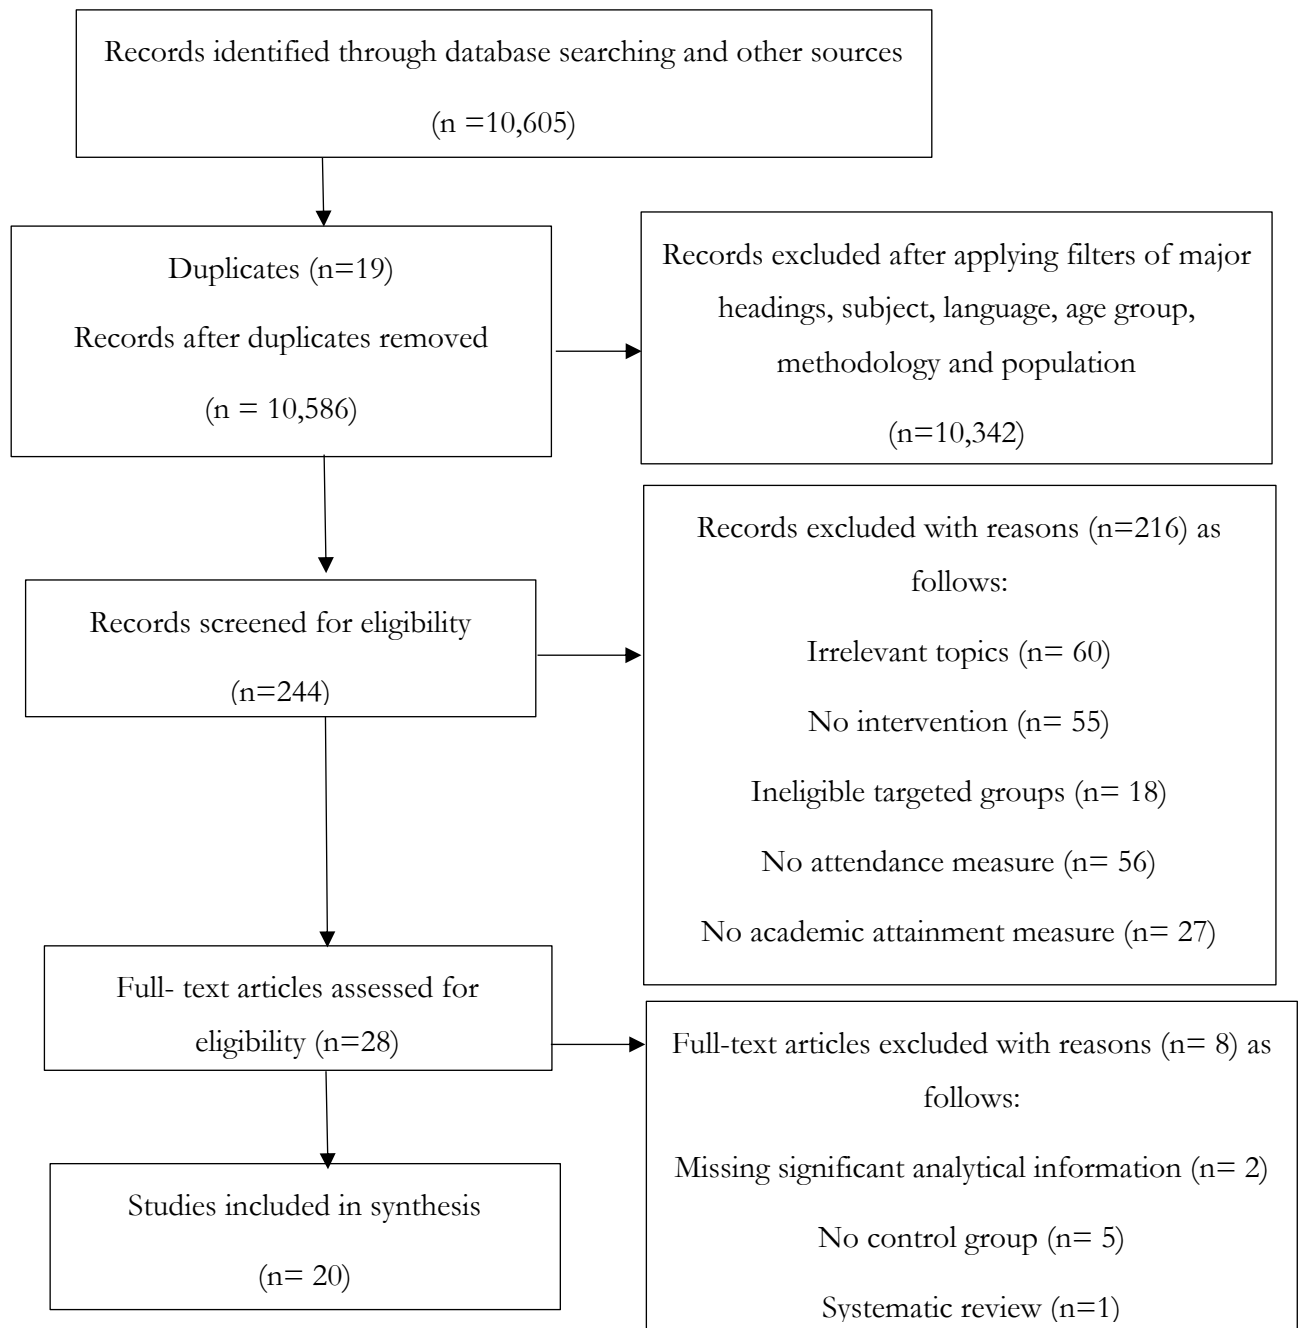 Records identified through database searching and other sources
(n =10,605)
Duplicates (n=19)
Records after duplicates removed
(n = 10,586)
Records excluded after applying filters of major
headings, subject, language, age group,
methodology and population
(n=10,342)
Records screened for eligibility
(n=244)
Records excluded with reasons (n=216) as
follows:
Irrelevant topics (n= 60)
No intervention (n= 55)
Ineligible targeted groups (n= 18)
No attendance measure (n= 56)
No academic attainment measure (n= 27)
Full- text articles assessed for
eligibility (n=28)
Full-text articles excluded with reasons (n= 8) as
follows:
Missing significant analytical information (n= 2)
No control group (n= 5)
Systematic review (n=1)
Studies included in synthesis
(n= 20)